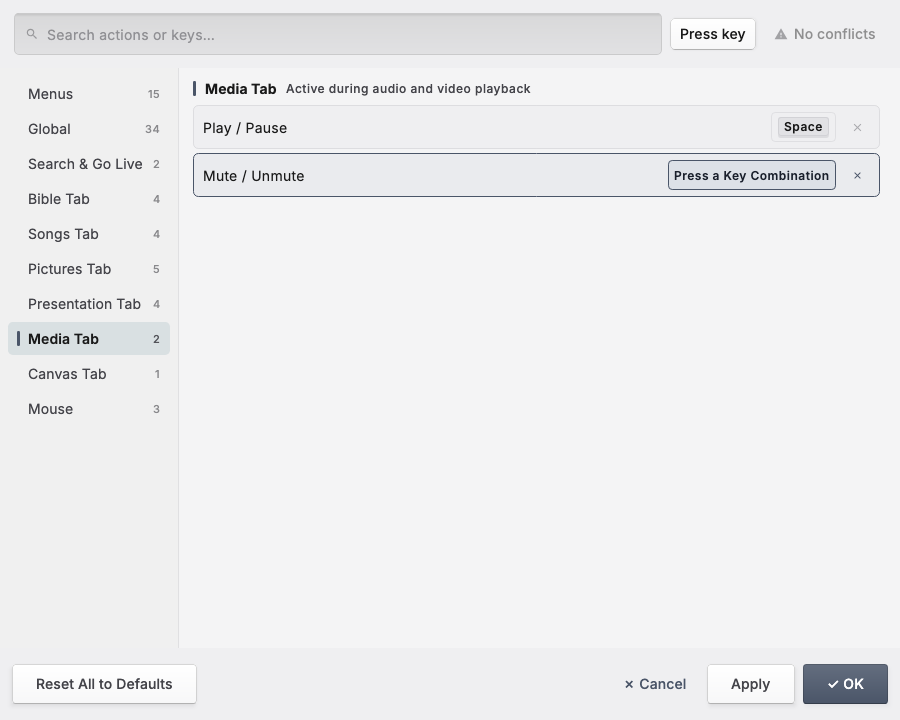 Search actions or keys...
Press key
No conflicts
Menus 15
Global 34
Search & Go Live 2
Bible Tab 4
Songs Tab 4
Pictures Tab 5
Presentation Tab 4
Media Tab 2
Canvas Tab 1
Mouse 3
Media Tab Active during audio and video playback
Play / Pause Space ×
Mute / Unmute Press a Key Combination ×
Reset All to Defaults
× Cancel
Apply
✓ OK